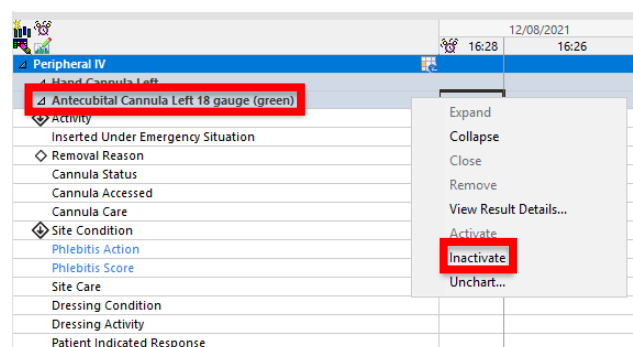 12/08/2021
16:28 16:26
Peripheral IV
Hand Cannula Left
Antecubital Cannula Left 18 gauge (green)
Activity
Inserted Under Emergency Situation
Removal Reason
Cannula Status
Cannula Accessed
Cannula Care
Site Condition
Phlebitis Action
Phlebitis Score
Site Care
Dressing Condition
Dressing Activity
Patient Indicated Response
Expand
Collapse
Close
Remove
View Result Details...
Activate
Inactivate
Unchart...